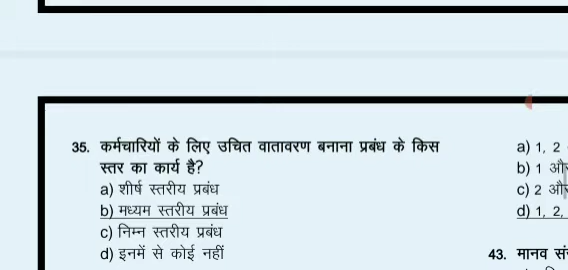 35. कर्मचारियों के लिए उचित वातावरण बनाना प्रबंध के किस
स्तर का कार्य है?
a) शीर्ष स्तरीय प्रबंध
b) मध्यम स्तरीय प्रबंध
c) निम्न स्तरीय प्रबंध
d) इनमें से कोई नहीं
a) 1, 2
b) 1
c) 2
d) 1, 2,
43. मानव